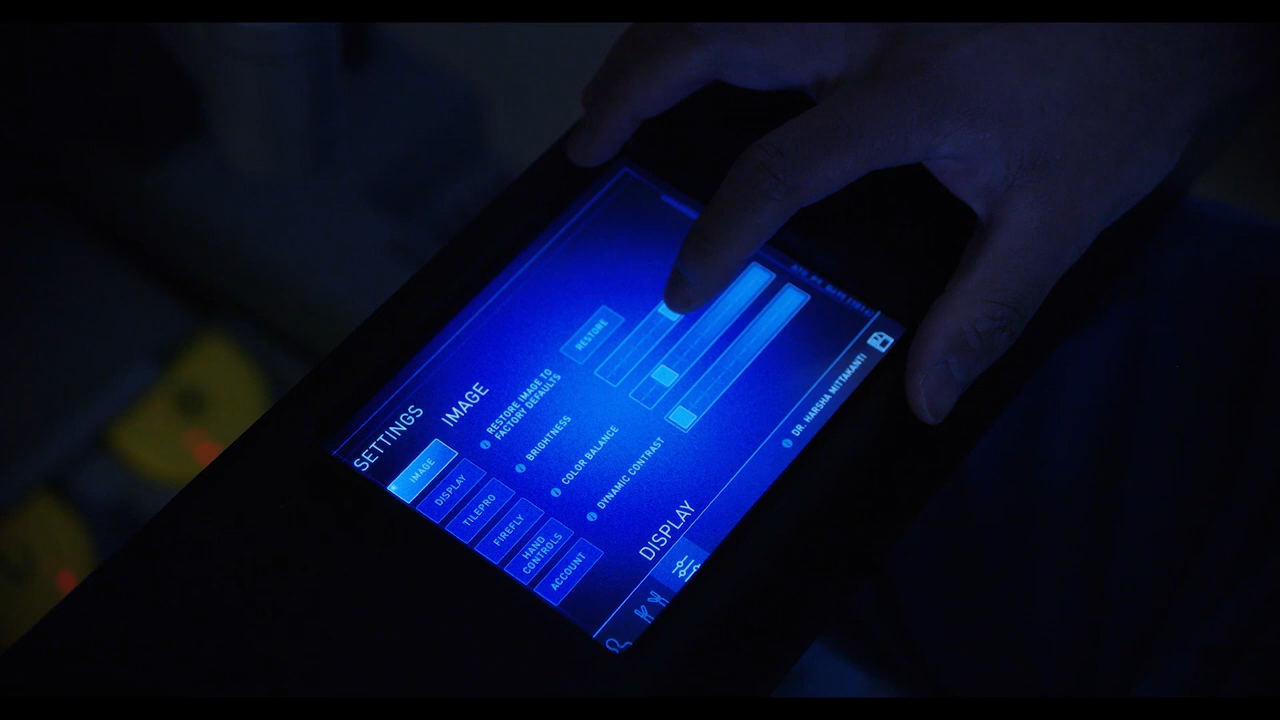 SETTINGS
IMAGE
DISPLAY
TILEPRO
FIREFLY
HAND
CONTROLS
ACCOUNT
IMAGE
RESTORE IMAGE TO
FACTORY DEFAULTS
RESTORE
BRIGHTNESS
COLOR BALANCE
DYNAMIC CONTRAST
DISPLAY
DR. HARSHA MITTAKANTI